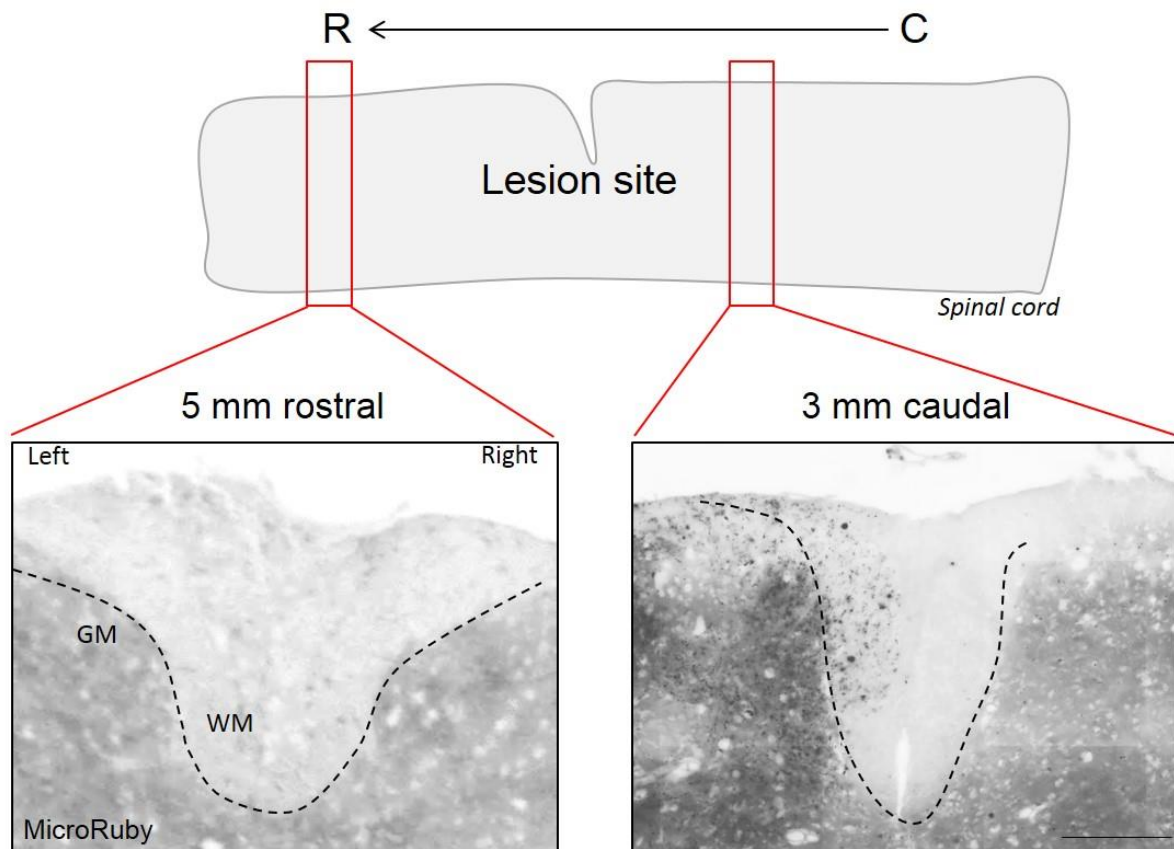 R
C
Lesion site
Spinal cord
5 mm rostral
3 mm caudal
Left
Right
GM
WM
MicroRuby